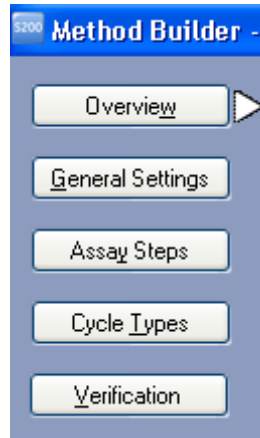 S200 Method Builder -
Overview
General Settings
Assay Steps
Cycle Types
Verification